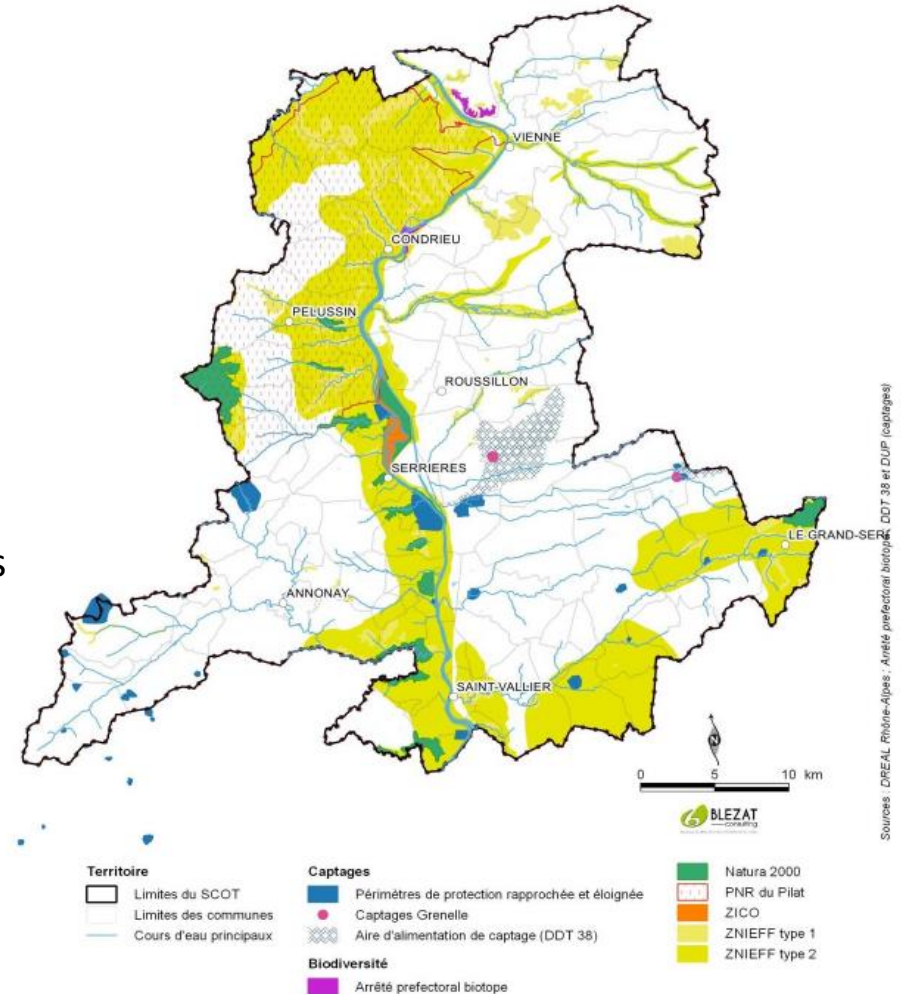 VIENNE
CONDRIEU
PELUSSIN
ROUSSILLON
SERRIERES
LE GRAND-SER
s
ANNONAY
SAINT-VALLIER
N
0 5 10 km
BLEZAT
consulting
Sources : DREAL Rhône-Alpes ; Arrêté préfectoral biotope, DDT 38 et DUP (captages)
Territoire
Limites du SCOT
Limites des communes
Cours d'eau principaux
Captages
Périmètres de protection rapprochée et éloignée
Captages Grenelle
Aire d'alimentation de captage (DDT 38)
Biodiversité
Arrêté prefectoral biotope
Natura 2000
PNR du Pilat
ZICO
ZNIEFF type 1
ZNIEFF type 2